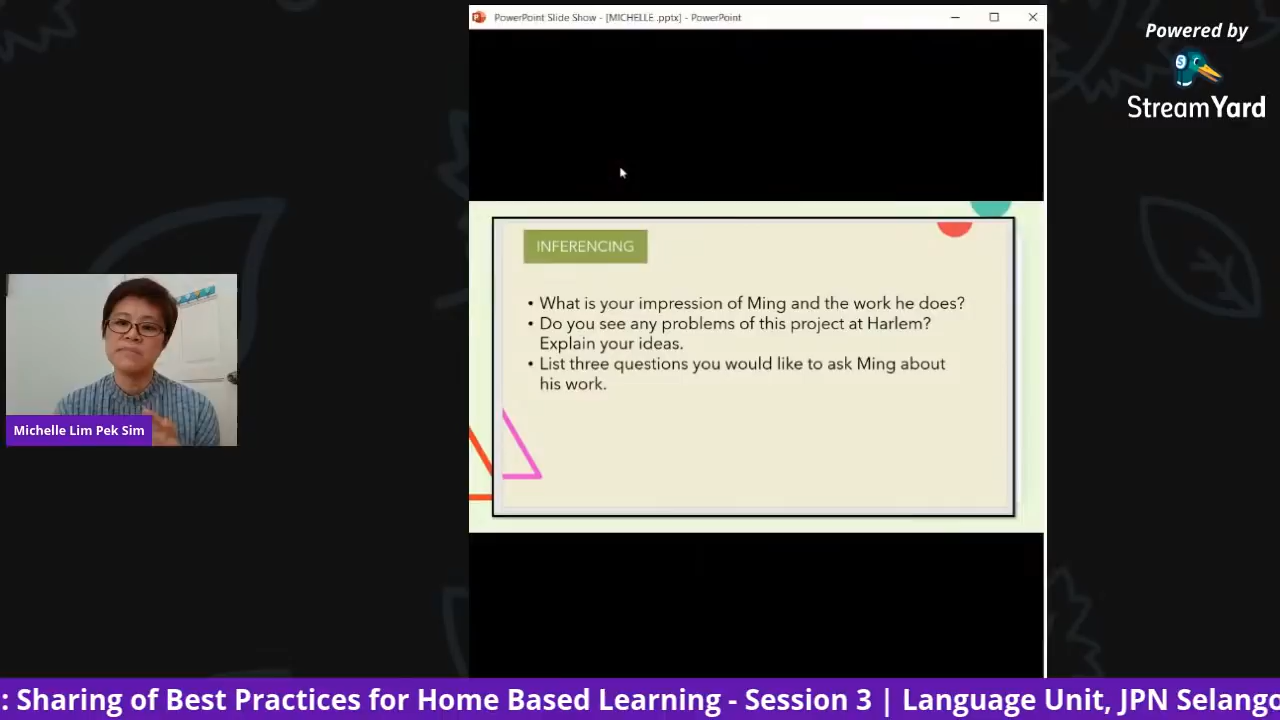 PowerPoint Slide Show - [MICHELLE .pptx] - PowerPoint
Powered by
StreamYard
INFERENCING
• What is your impression of Ming and the work he does?
• Do you see any problems of this project at Harlem?
Explain your ideas.
• List three questions you would like to ask Ming about
his work.
Michelle Lim Pek Sim
: Sharing of Best Practices for Home Based Learning - Session 3 | Language Unit, JPN Selango